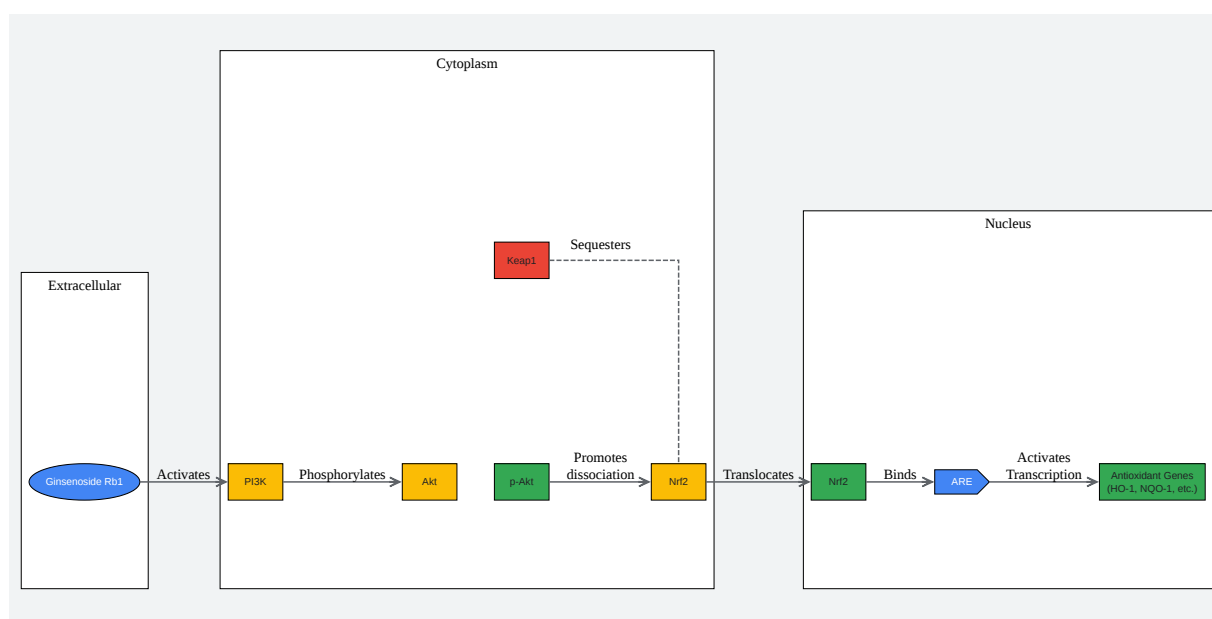 Cytoplasm
Nucleus
Extracellular
Keap1
Sequesters
Ginsenoside Rb1
Activates
PI3K
Phosphorylates
Akt
p-Akt
Promotes
dissociation
Nrf2
Translocates
Nrf2
Binds
ARE
Activates
Transcription
Antioxidant Genes
(HO-1, NQO-1, etc.)